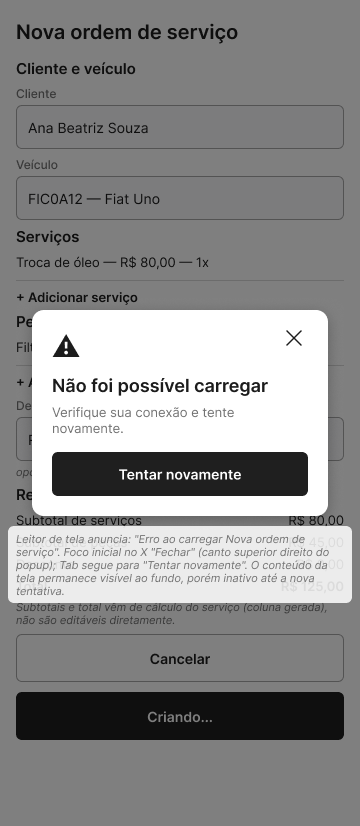 Nova ordem de serviço
Cliente e veículo
Cliente
Ana Beatriz Souza
Veículo
FIC0A12 — Fiat Uno
Serviços
Troca de óleo — R$ 80,00 — 1x
+ Adicionar serviço
Não foi possível carregar
Verifique sua conexão e tente
novamente.
Tentar novamente
Subtotal de serviços R$ 80,00
Leitor de tela anuncia: "Erro ao carregar Nova ordem de
serviço". Foco inicial no X "Fechar" (canto superior direito do
popup); Tab segue para "Tentar novamente". O conteúdo da
tela permanece visível ao fundo, porém inativo até a nova
tentativa.
R$ 125,00
Subtotais e total vêm de cálculo do serviço (coluna gerada),
não são editáveis diretamente.
Cancelar
Criando...